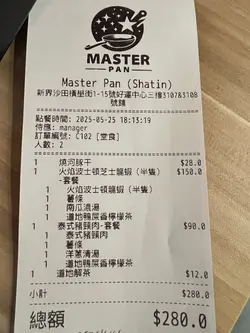 MASTER
PAN
Master Pan (Shatin)
新界沙田橫壆街1-15號好運中心三樓3107&3108
號舖
點餐時間: 2025-05-25 18:13:19
侍應: manager
訂單編號: C102 [堂食]
人數: 2
1 燒河豚干 $28.0
1 火焰波士頓芝士龍蝦（半隻） $150.0
-套餐
1 火焰波士頓龍蝦（半隻）
1 薯條
1 南瓜濃湯
1 道地鴨屎香檸檬茶
1 泰式豬頸肉-套餐 $90.0
1 泰式豬頸肉
1 薯條
1 洋蔥清湯
1 道地鴨屎香檸檬茶
1 道地解茶 $12.0
小計 $280.0
總額 $280.0